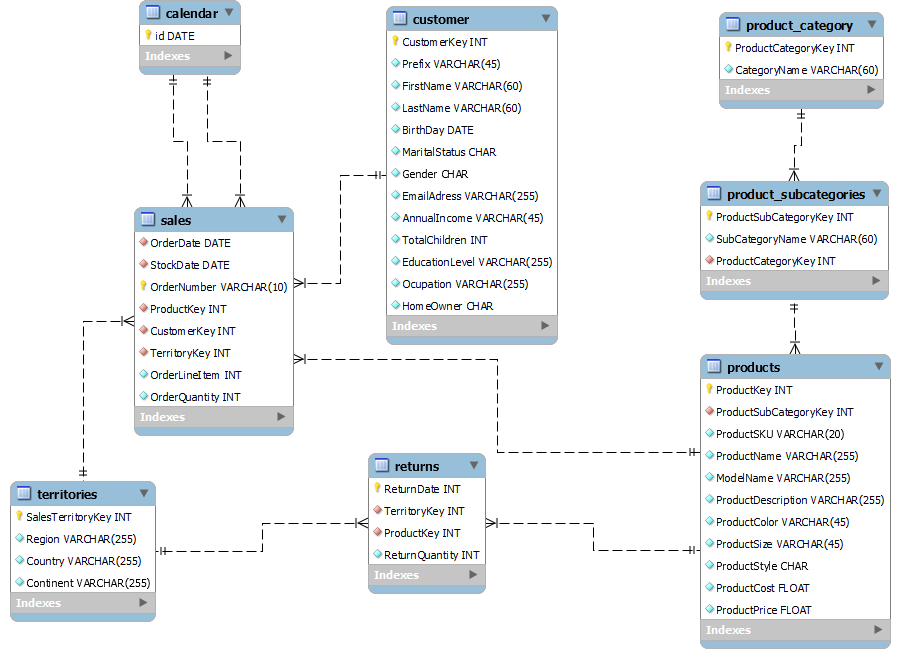 calendar
id DATE
Indexes
customer
CustomerKey INT
Prefix VARCHAR(45)
FirstName VARCHAR(60)
LastName VARCHAR(60)
BirthDay DATE
MaritalStatus CHAR
Gender CHAR
EmailAdress VARCHAR(255)
AnnualIncome VARCHAR(45)
TotalChildren INT
EducationLevel VARCHAR(255)
Ocupation VARCHAR(255)
HomeOwner CHAR
Indexes
product_category
ProductCategoryKey INT
CategoryName VARCHAR(60)
Indexes
product_subcategories
ProductSubCategoryKey INT
SubCategoryName VARCHAR(60)
ProductCategoryKey INT
Indexes
sales
OrderDate DATE
StockDate DATE
OrderNumber VARCHAR(10)
ProductKey INT
CustomerKey INT
TerritoryKey INT
OrderLineItem INT
OrderQuantity INT
Indexes
products
ProductKey INT
ProductSubCategoryKey INT
ProductSKU VARCHAR(20)
ProductName VARCHAR(255)
ModelName VARCHAR(255)
ProductDescription VARCHAR(255)
ProductColor VARCHAR(45)
ProductSize VARCHAR(45)
ProductStyle CHAR
ProductCost FLOAT
ProductPrice FLOAT
Indexes
returns
ReturnDate INT
TerritoryKey INT
ProductKey INT
ReturnQuantity INT
Indexes
territories
SalesTerritoryKey INT
Region VARCHAR(255)
Country VARCHAR(255)
Continent VARCHAR(255)
Indexes